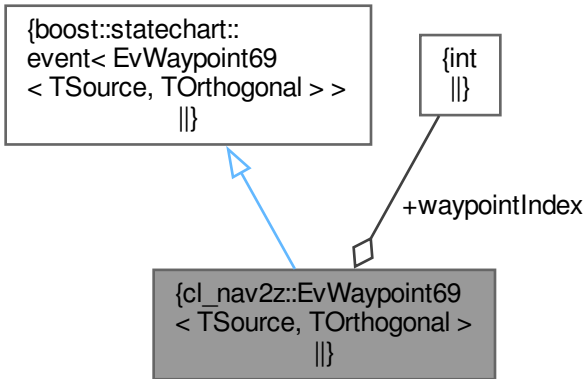 {boost::statechart::
event< EvWaypoint69
< TSource, TOrthogonal > >
||}
{int
||}
+waypointIndex
{cl_nav2z::EvWaypoint69
< TSource, TOrthogonal >
||}